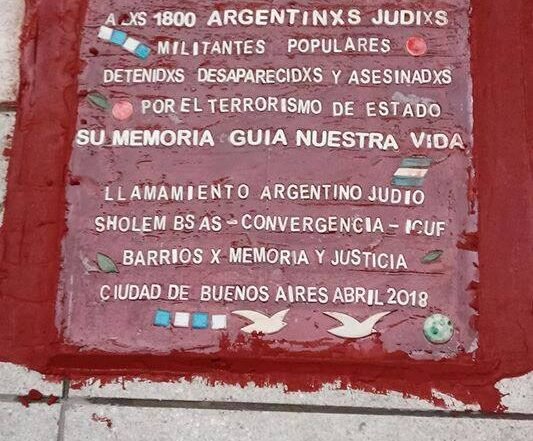 A LXS 1800 ARGENTINXS JUDIXS
MILITANTES POPULARES
DETENIDXS DESAPARECIDXS Y ASESINADXS
POR EL TERRORISMO DE ESTADO
SU MEMORIA GUIA NUESTRA VIDA
LLAMAMIENTO ARGENTINO JUDIO
SHOLEM BS AS - CONVERGENCIA - ICUF
BARRIOS X MEMORIA Y JUSTICIA
CIUDAD DE BUENOS AIRES ABRIL 2018